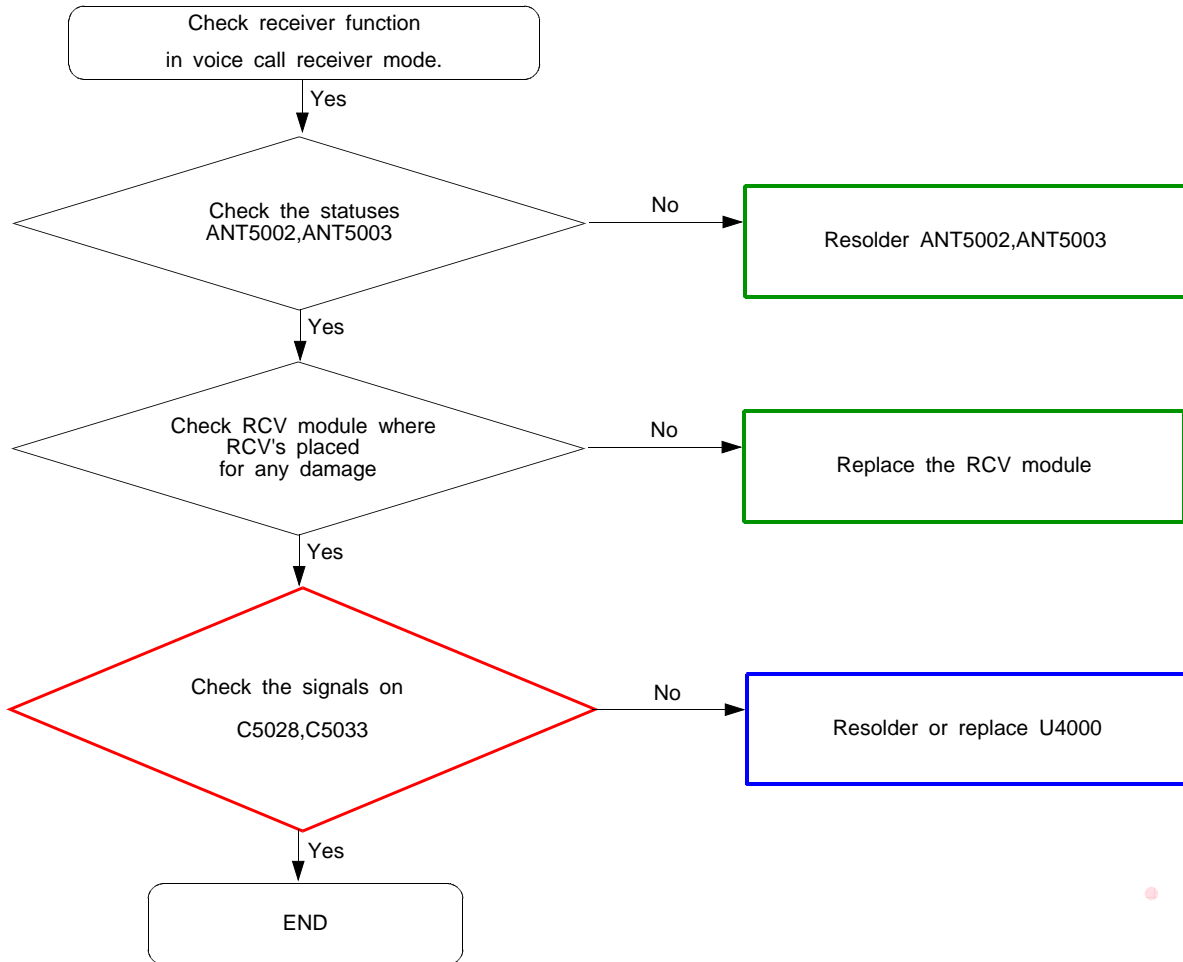 Check receiver function
in voice call receiver mode.
Yes
Check the statuses
ANT5002,ANT5003
No
Resolder ANT5002,ANT5003
Yes
Check RCV module where
RCV's placed
for any damage
No
Replace the RCV module
Yes
Check the signals on
C5028,C5033
No
Resolder or replace U4000
Yes
END